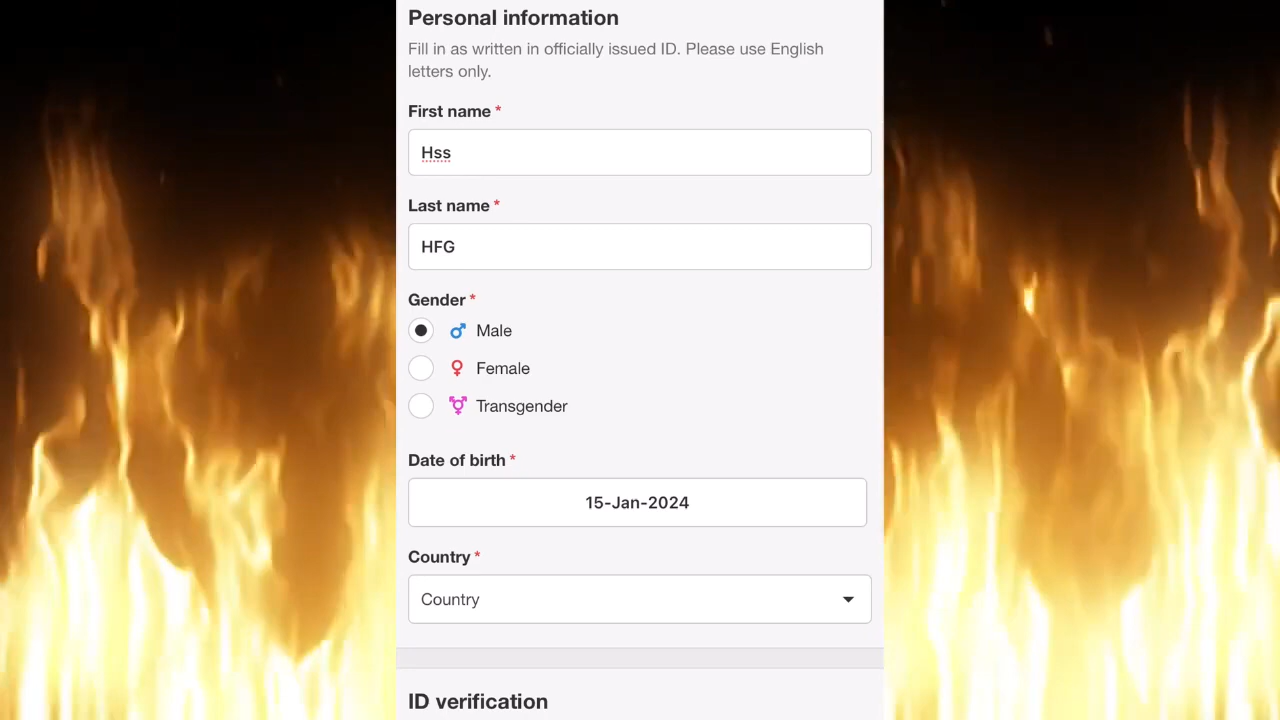 Personal information
Fill in as written in officially issued ID. Please use English
letters only.
First name *
Hss
Last name *
HFG
Gender *
Male
Female
Transgender
Date of birth *
15-Jan-2024
Country *
Country
ID verification